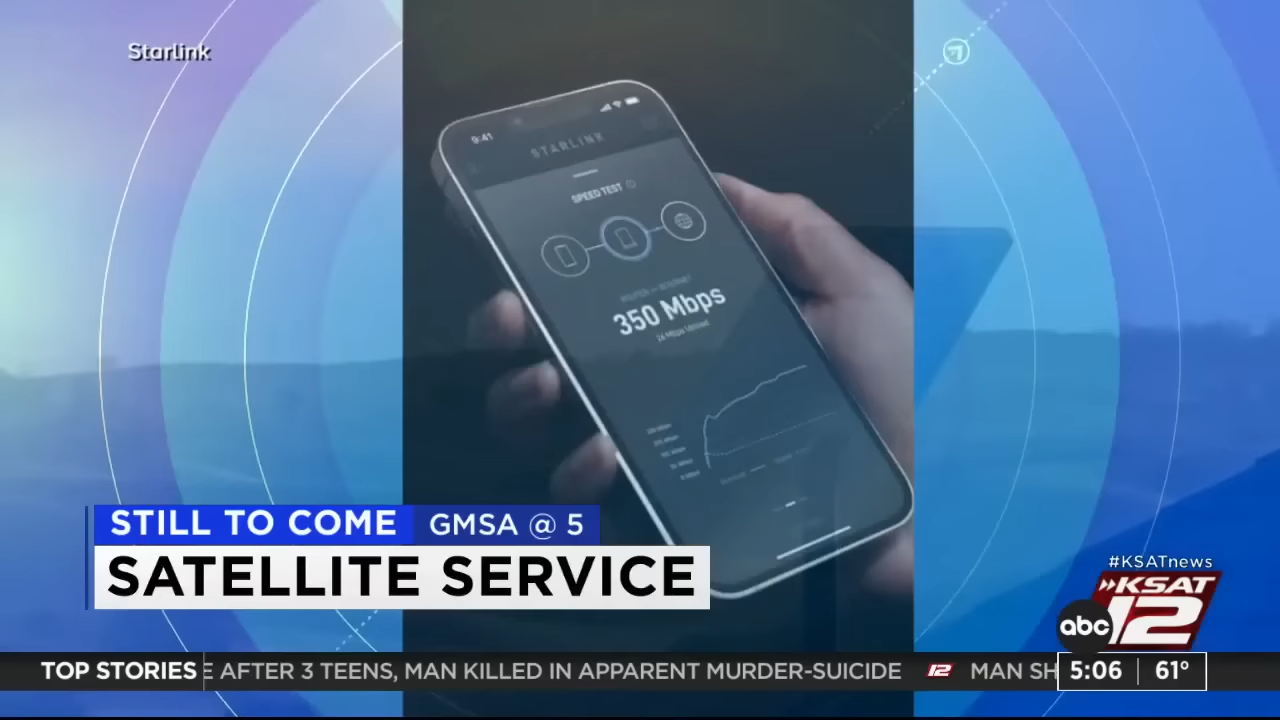 Starlink
9:41
STARLINK
SPEED TEST
350 Mbps
STILL TO COME GMSA @ 5
SATELLITE SERVICE
#KSATnews
KSAT
12
abc
TOP STORIES E AFTER 3 TEENS, MAN KILLED IN APPARENT MURDER-SUICIDE 12 MAN SH
5:06 61°